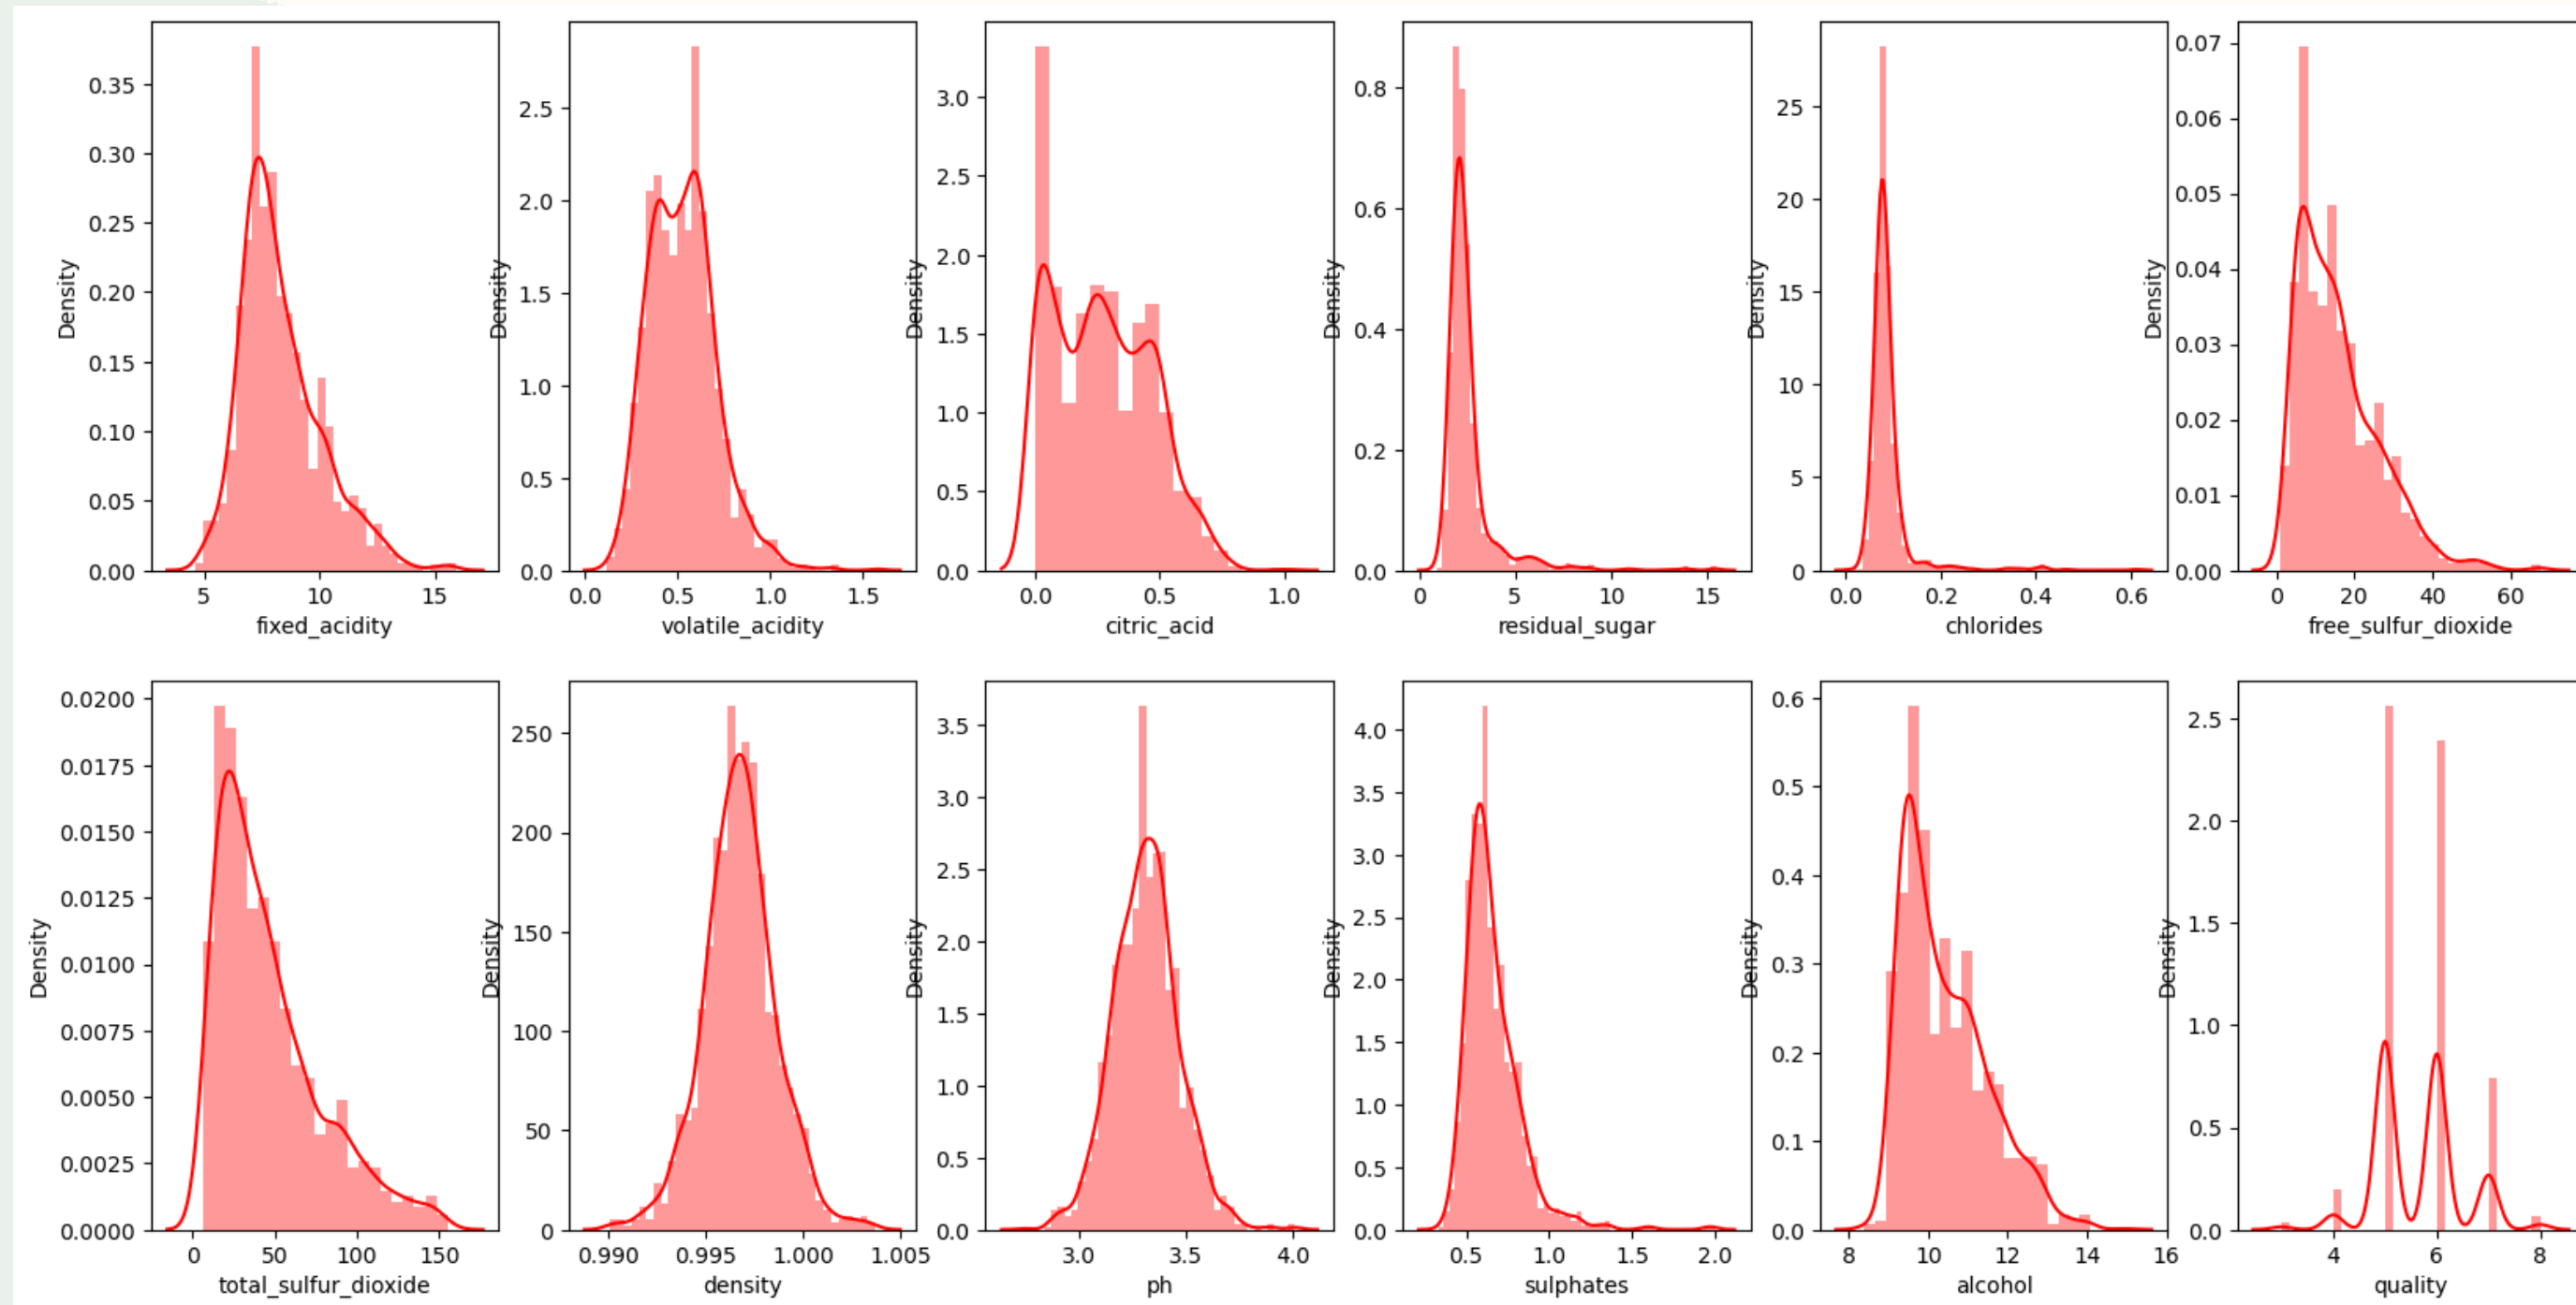 0.35
0.30
0.25
0.20
0.15
0.10
0.05
0.00
Density
5 10 15
fixed_acidity
2.5
2.0
1.5
1.0
0.5
0.0
Density
0.0 0.5 1.0 1.5
volatile_acidity
3.0
2.5
2.0
1.5
1.0
0.5
0.0
Density
0.0 0.5 1.0
citric_acid
0.8
0.6
0.4
0.2
0.0
Density
0 5 10 15
residual_sugar
25
20
15
10
5
0
Density
0.0 0.2 0.4 0.6
chlorides
0.07
0.06
0.05
0.04
0.03
0.02
0.01
0.00
Density
0 20 40 60
free_sulfur_dioxide
0.0200
0.0175
0.0150
0.0125
0.0100
0.0075
0.0050
0.0025
0.0000
Density
0 50 100 150
total_sulfur_dioxide
250
200
150
100
50
0
Density
0.990 0.995 1.000 1.005
density
3.5
3.0
2.5
2.0
1.5
1.0
0.5
0.0
Density
3.0 3.5 4.0
ph
4.0
3.5
3.0
2.5
2.0
1.5
1.0
0.5
0.0
Density
0.5 1.0 1.5 2.0
sulphates
0.6
0.5
0.4
0.3
0.2
0.1
0.0
Density
8 10 12 14 16
alcohol
2.5
2.0
1.5
1.0
0.5
0.0
Density
4 6 8
quality